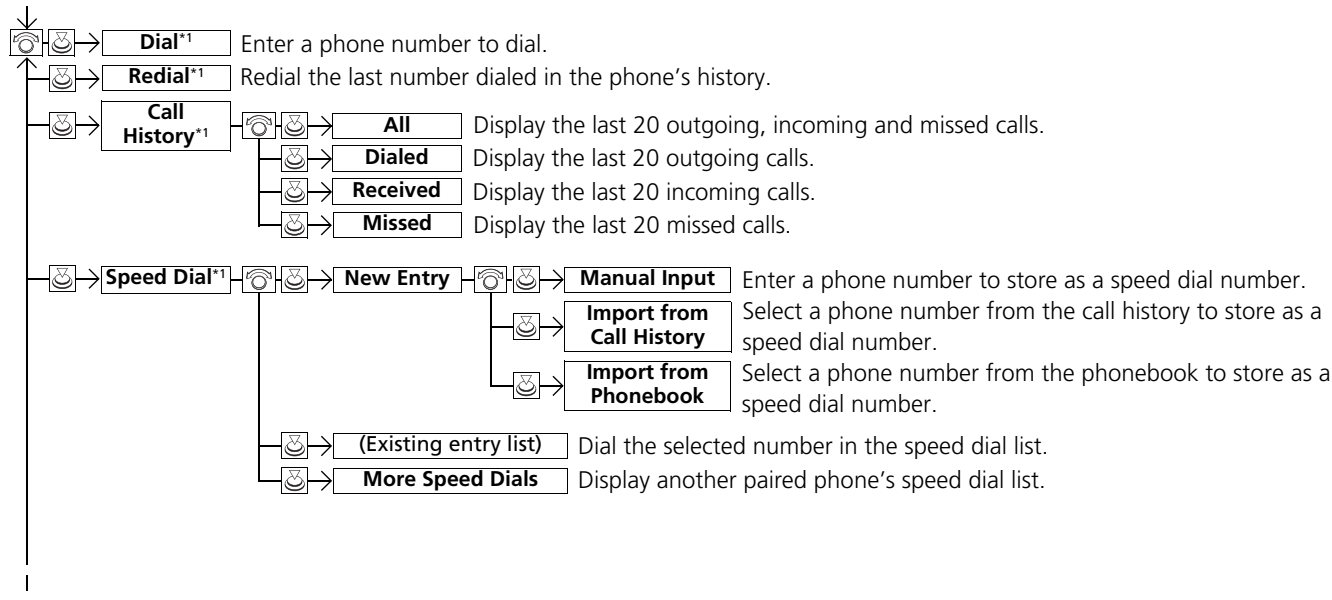 Dial*1 Enter a phone number to dial.
Redial*1 Redial the last number dialed in the phone’s history.
Call
History*1
All Display the last 20 outgoing, incoming and missed calls.
Dialed Display the last 20 outgoing calls.
Received Display the last 20 incoming calls.
Missed Display the last 20 missed calls.
Speed Dial*1 New Entry Manual Input Enter a phone number to store as a speed dial number.
Import from
Call History
Select a phone number from the call history to store as a
speed dial number.
Import from
Phonebook
Select a phone number from the phonebook to store as a
speed dial number.
(Existing entry list) Dial the selected number in the speed dial list.
More Speed Dials Display another paired phone’s speed dial list.